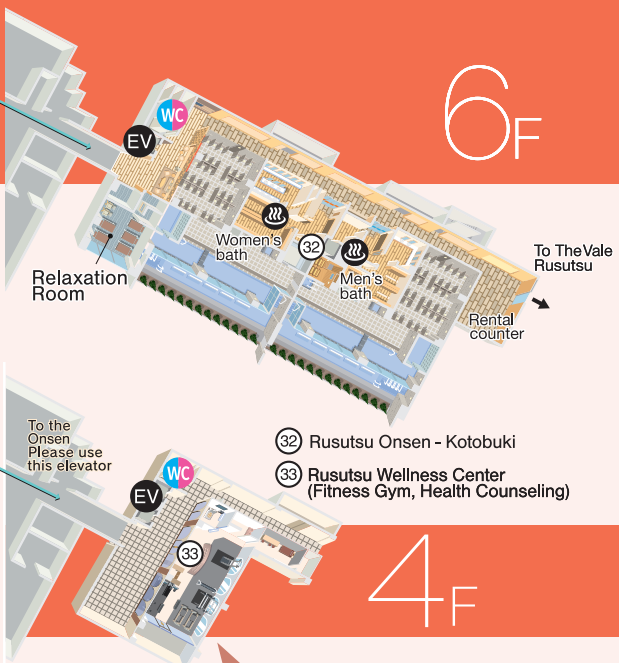 6F
WC
EV
Women's
bath
32
Men's
bath
To The Vale
Rusutsu
Relaxation
Room
Rental
counter
To the
Onsen
Please use
this elevator
32 Rusutsu Onsen - Kotobuki
33 Rusutsu Wellness Center
(Fitness Gym, Health Counseling)
WC
EV
33
4F